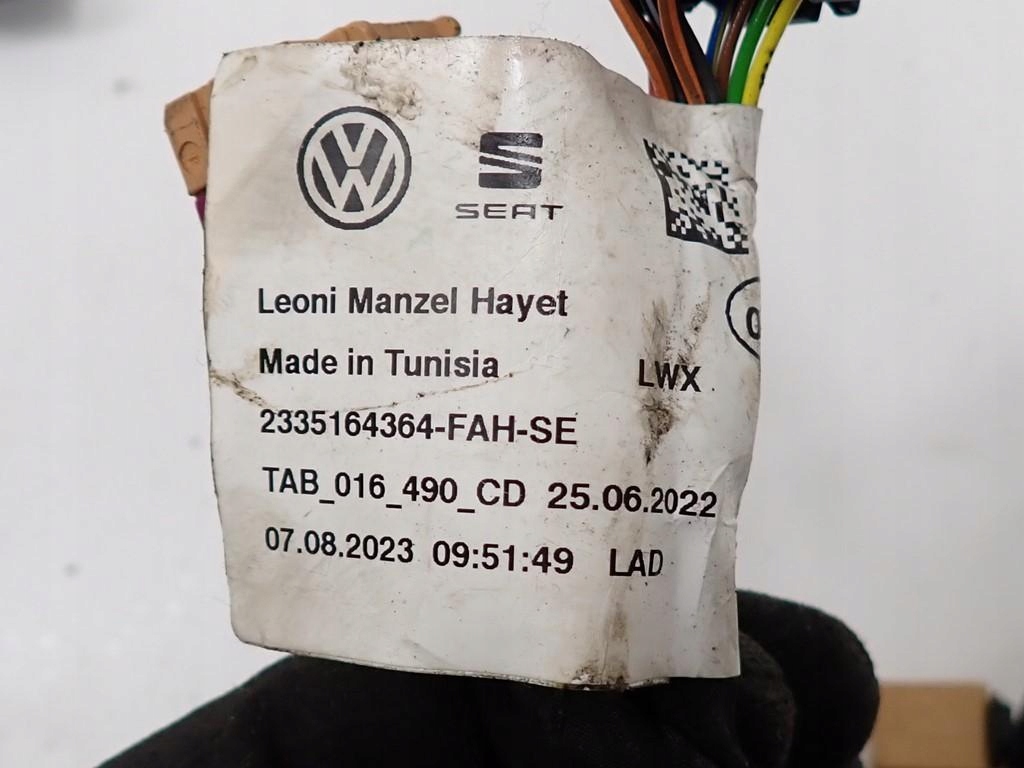 SEAT
Leoni Manzel Hayet
Made in Tunisia
LWX
2335164364-FAH-SE
TAB_016_490_CD 25.06.2022
07.08.2023 09:51:49 LAD